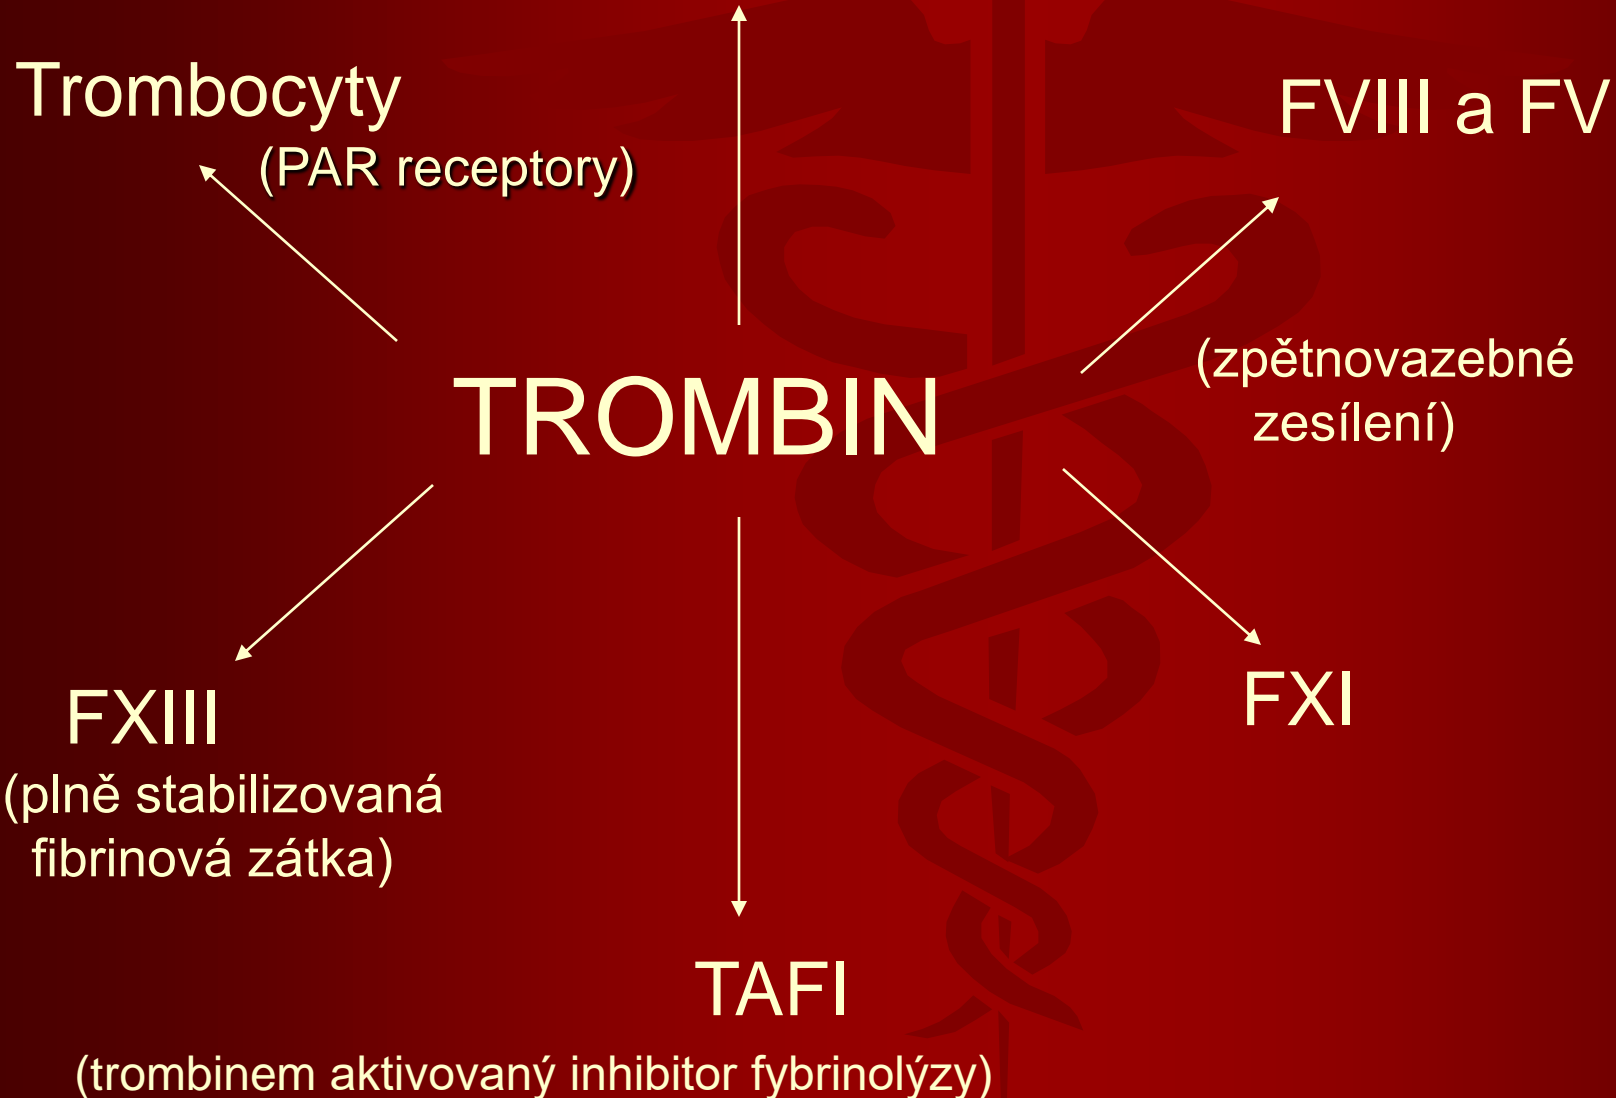 Trombocyty
(PAR receptory)
FVIII a FV
(zpětnovazebné
zesílení)
TROMBIN
FXIII
(plně stabilizovaná
fibrinová zátka)
FXI
TAFI
(trombinem aktivovaný inhibitor fybrinolýzy)